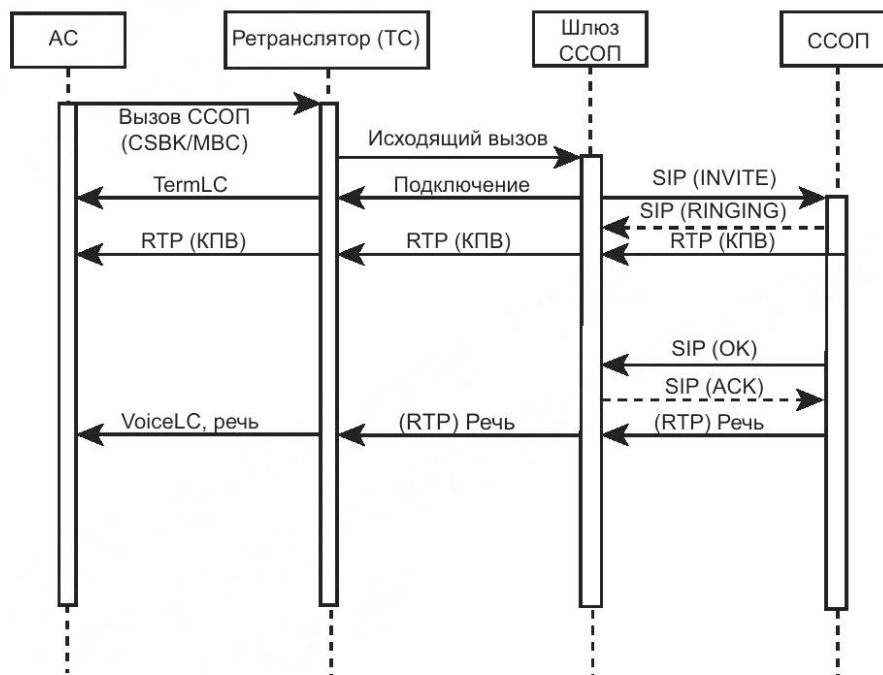 АС
Ретранслятор (ТС)
Шлюз
ССОП
ССОП
Вызов ССОП
(CSBK/MBC)
Исходящий вызов
TermLC
Подключение
SIP (INVITE)
SIP (RINGING)
RTP (КПВ)
RTP (КПВ)
RTP (КПВ)
SIP (OK)
SIP (ACK)
VoiceLC, речь
(RTP) Речь
(RTP) Речь